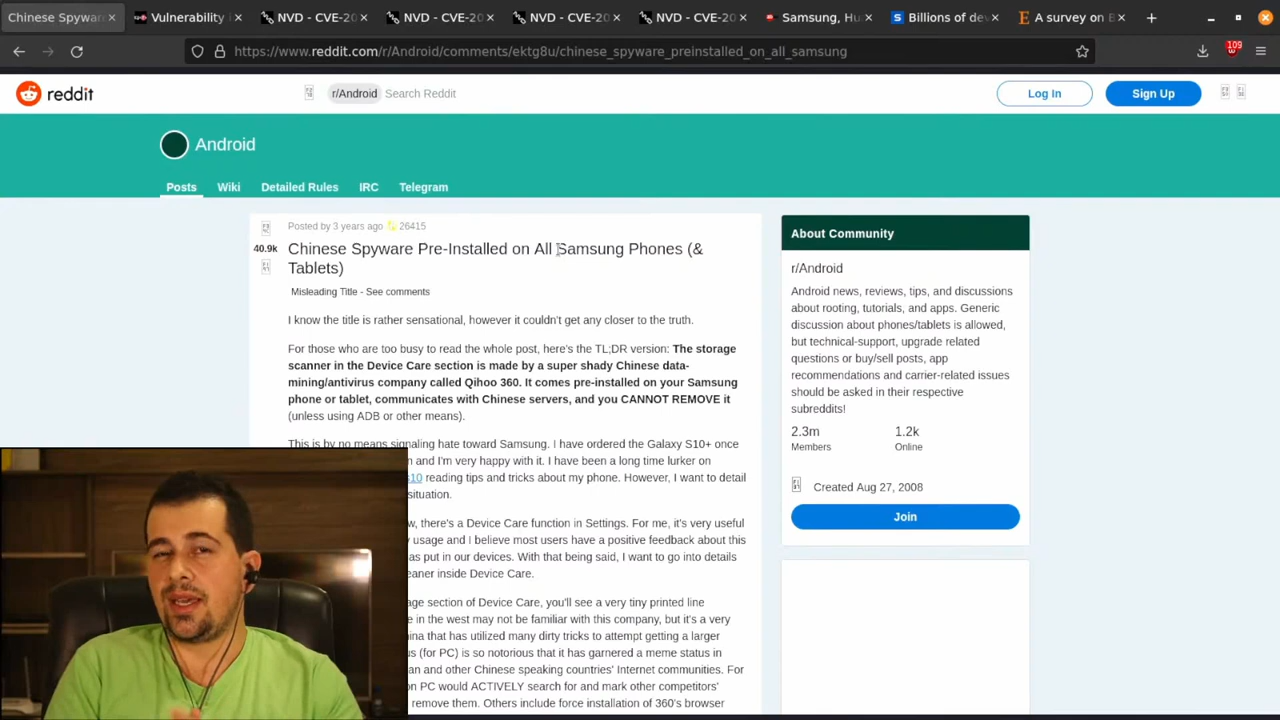 Chinese Spywar
Vulnerability
NVD - CVE-20
NVD - CVE-20
NVD - CVE-20
NVD - CVE-20
Samsung, Hu
Billions of dev
A survey on B
https://www.reddit.com/r/Android/comments/ektg8u/chinese_spyware_preinstalled_on_all_samsung
109
reddit
r/Android Search Reddit
Log In
Sign Up
Android
Posts Wiki Detailed Rules IRC Telegram
Posted by 3 years ago 26415
40.9k
Chinese Spyware Pre-Installed on All Samsung Phones (&
Tablets)
Misleading Title - See comments
I know the title is rather sensational, however it couldn't get any closer to the truth.
For those who are too busy to read the whole post, here's the TL;DR version: The storage
scanner in the Device Care section is made by a super shady Chinese data-
mining/antivirus company called Qihoo 360. It comes pre-installed on your Samsung
phone or tablet, communicates with Chinese servers, and you CANNOT REMOVE it
(unless using ADB or other means).
This is by no means signaling hate toward Samsung. I have ordered the Galaxy S10+ once
and I'm very happy with it. I have been a long time lurker on
s10 reading tips and tricks about my phone. However, I want to detail
situation.
w, there's a Device Care function in Settings. For me, it's very useful
usage and I believe most users have a positive feedback about this
as put in our devices. With that being said, I want to go into details
eaner inside Device Care.
age section of Device Care, you'll see a very tiny printed line
e in the west may not be familiar with this company, but it's a very
ina that has utilized many dirty tricks to attempt getting a larger
us (for PC) is so notorious that it has garnered a meme status in
an and other Chinese speaking countries' Internet communities. For
on PC would ACTIVELY search for and mark other competitors'
remove them. Others include force installation of 360's browser
About Community
r/Android
Android news, reviews, tips, and discussions
about rooting, tutorials, and apps. Generic
discussion about phones/tablets is allowed,
but technical-support, upgrade related
questions or buy/sell posts, app
recommendations and carrier-related issues
should be asked in their respective
subreddits!
2.3m 1.2k
Members Online
Created Aug 27, 2008
Join